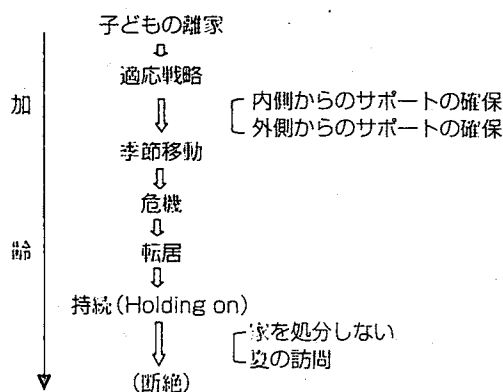 子どもの離家
適応戦略
内側からのサポートの確保
外側からのサポートの確保
季節移動
危機
転居
持続(Holding on)
家を処分しない
夏の訪問
(断絶)
加
齢